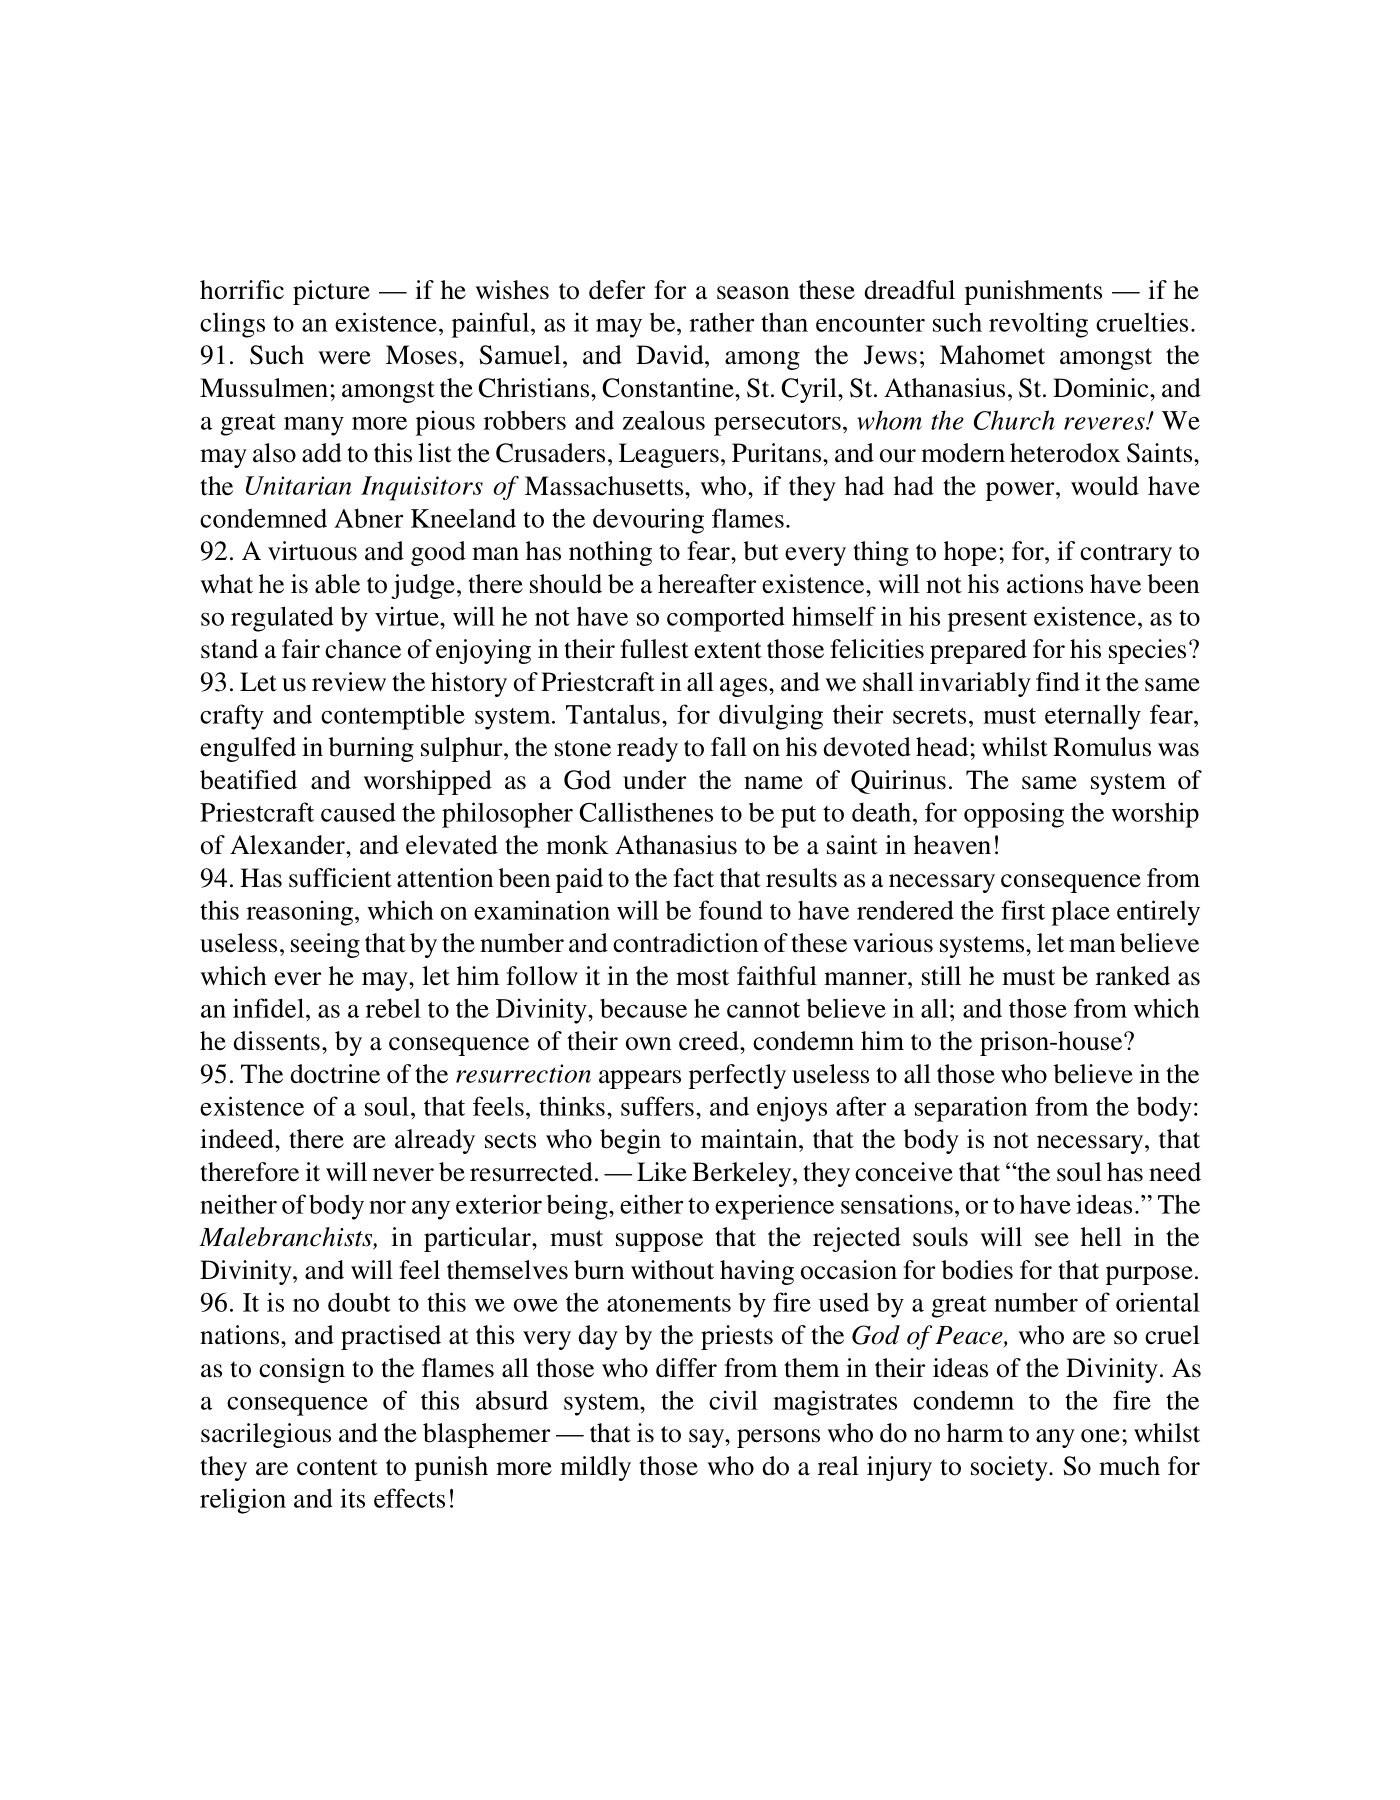 horrific picture — if he wishes to defer for a season these dreadful punishments — if he
clings to an existence, painful, as it may be, rather than encounter such revolting cruelties.
91. Such were Moses, Samuel, and David, among the Jews; Mahomet amongst the
Mussulmen; amongst the Christians, Constantine, St. Cyril, St. Athanasius, St. Dominic, and
a great many more pious robbers and zealous persecutors, whom the Church reveres! We
may also add to this list the Crusaders, Leaguers, Puritans, and our modern heterodox Saints,
the Unitarian Inquisitors of Massachusetts, who, if they had had the power, would have
condemned Abner Kneeland to the devouring flames.
92. A virtuous and good man has nothing to fear, but every thing to hope; for, if contrary to
what he is able to judge, there should be a hereafter existence, will not his actions have been
so regulated by virtue, will he not have so comported himself in his present existence, as to
stand a fair chance of enjoying in their fullest extent those felicities prepared for his species?
93. Let us review the history of Priestcraft in all ages, and we shall invariably find it the same
crafty and contemptible system. Tantalus, for divulging their secrets, must eternally fear,
engulfed in burning sulphur, the stone ready to fall on his devoted head; whilst Romulus was
beatified and worshipped as a God under the name of Quirinus. The same system of
Priestcraft caused the philosopher Callisthenes to be put to death, for opposing the worship
of Alexander, and elevated the monk Athanasius to be a saint in heaven!
94. Has sufficient attention been paid to the fact that results as a necessary consequence from
this reasoning, which on examination will be found to have rendered the first place entirely
useless, seeing that by the number and contradiction of these various systems, let man believe
which ever he may, let him follow it in the most faithful manner, still he must be ranked as
an infidel, as a rebel to the Divinity, because he cannot believe in all; and those from which
he dissents, by a consequence of their own creed, condemn him to the prison-house?
95. The doctrine of the resurrection appears perfectly useless to all those who believe in the
existence of a soul, that feels, thinks, suffers, and enjoys after a separation from the body:
indeed, there are already sects who begin to maintain, that the body is not necessary, that
therefore it will never be resurrected. — Like Berkeley, they conceive that “the soul has need
neither of body nor any exterior being, either to experience sensations, or to have ideas.” The
Malebranchists, in particular, must suppose that the rejected souls will see hell in the
Divinity, and will feel themselves burn without having occasion for bodies for that purpose.
96. It is no doubt to this we owe the atonements by fire used by a great number of oriental
nations, and practised at this very day by the priests of the God of Peace, who are so cruel
as to consign to the flames all those who differ from them in their ideas of the Divinity. As
a consequence of this absurd system, the civil magistrates condemn to the fire the
sacrilegious and the blasphemer — that is to say, persons who do no harm to any one; whilst
they are content to punish more mildly those who do a real injury to society. So much for
religion and its effects!